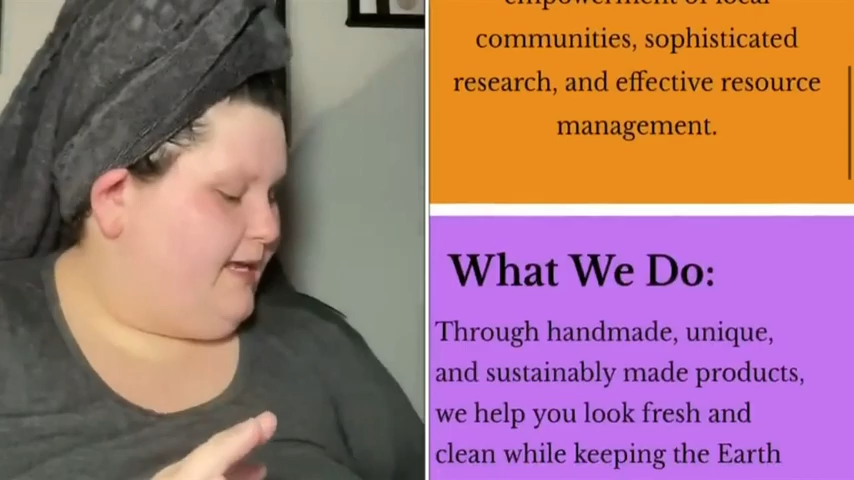 communities, sophisticated
research, and effective resource
management.
What We Do:
Through handmade, unique,
and sustainably made products,
we help you look fresh and
clean while keeping the Earth